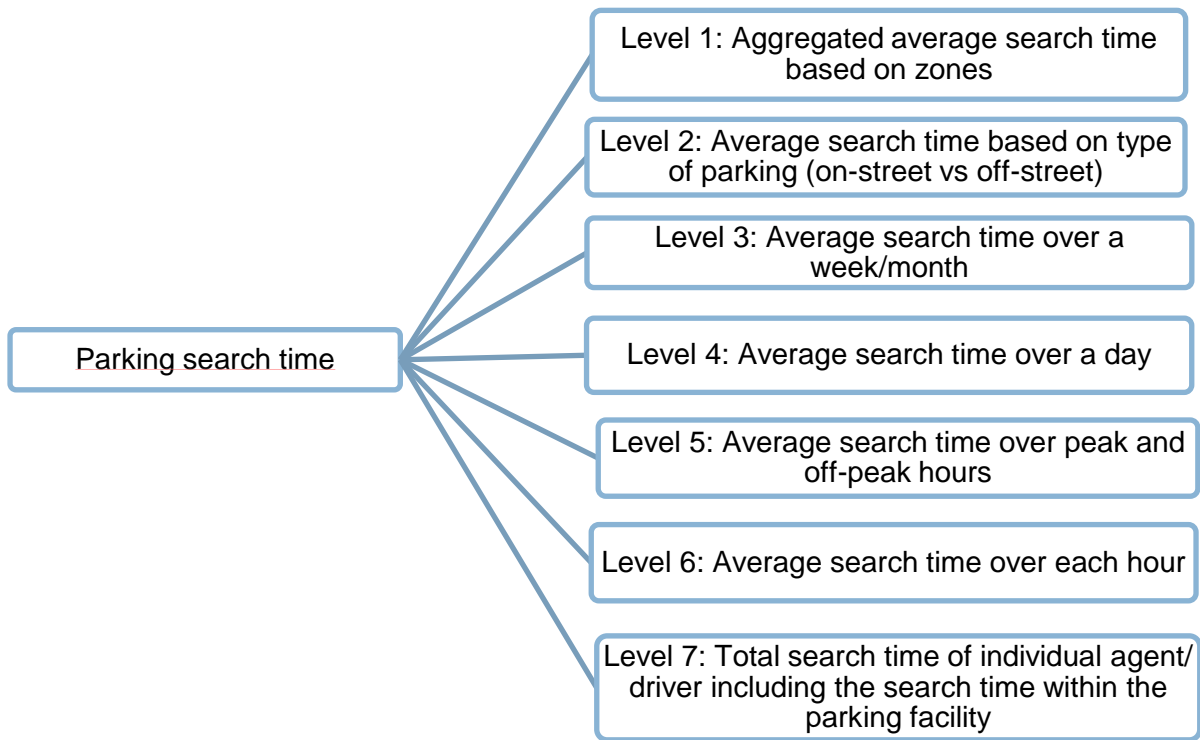 Level 1: Aggregated average search time
based on zones
Level 2: Average search time based on type
of parking (on-street vs off-street)
Level 3: Average search time over a
week/month
Parking search time
Level 4: Average search time over a day
Level 5: Average search time over peak and
off-peak hours
Level 6: Average search time over each hour
Level 7: Total search time of individual agent/
driver including the search time within the
parking facility